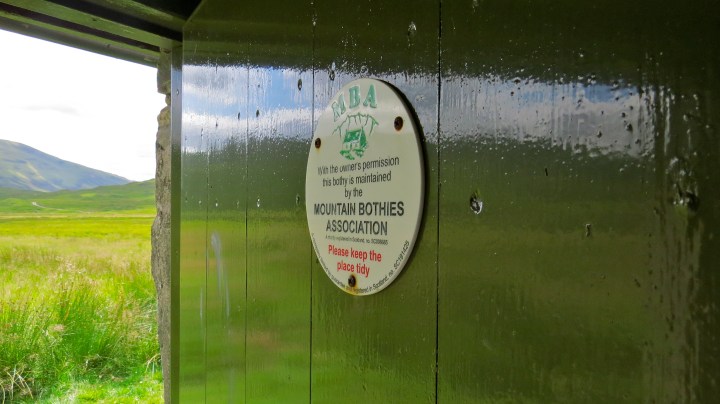 MBA
With the owner's permission
this bothy is maintained
by the
MOUNTAIN BOTHIES
ASSOCIATION
Please keep the
place tidy